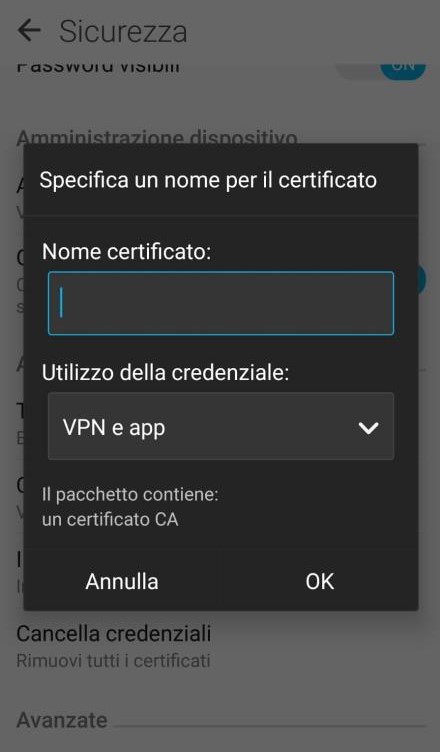 Sicurezza
Password visibili
ON
Amministrazione dispositivo
Specifica un nome per il certificato
Nome certificato:
Utilizzo della credenziale:
VPN e app
Il pacchetto contiene:
un certificato CA
Annulla
OK
Cancella credenziali
Rimuovi tutti i certificati
Avanzate